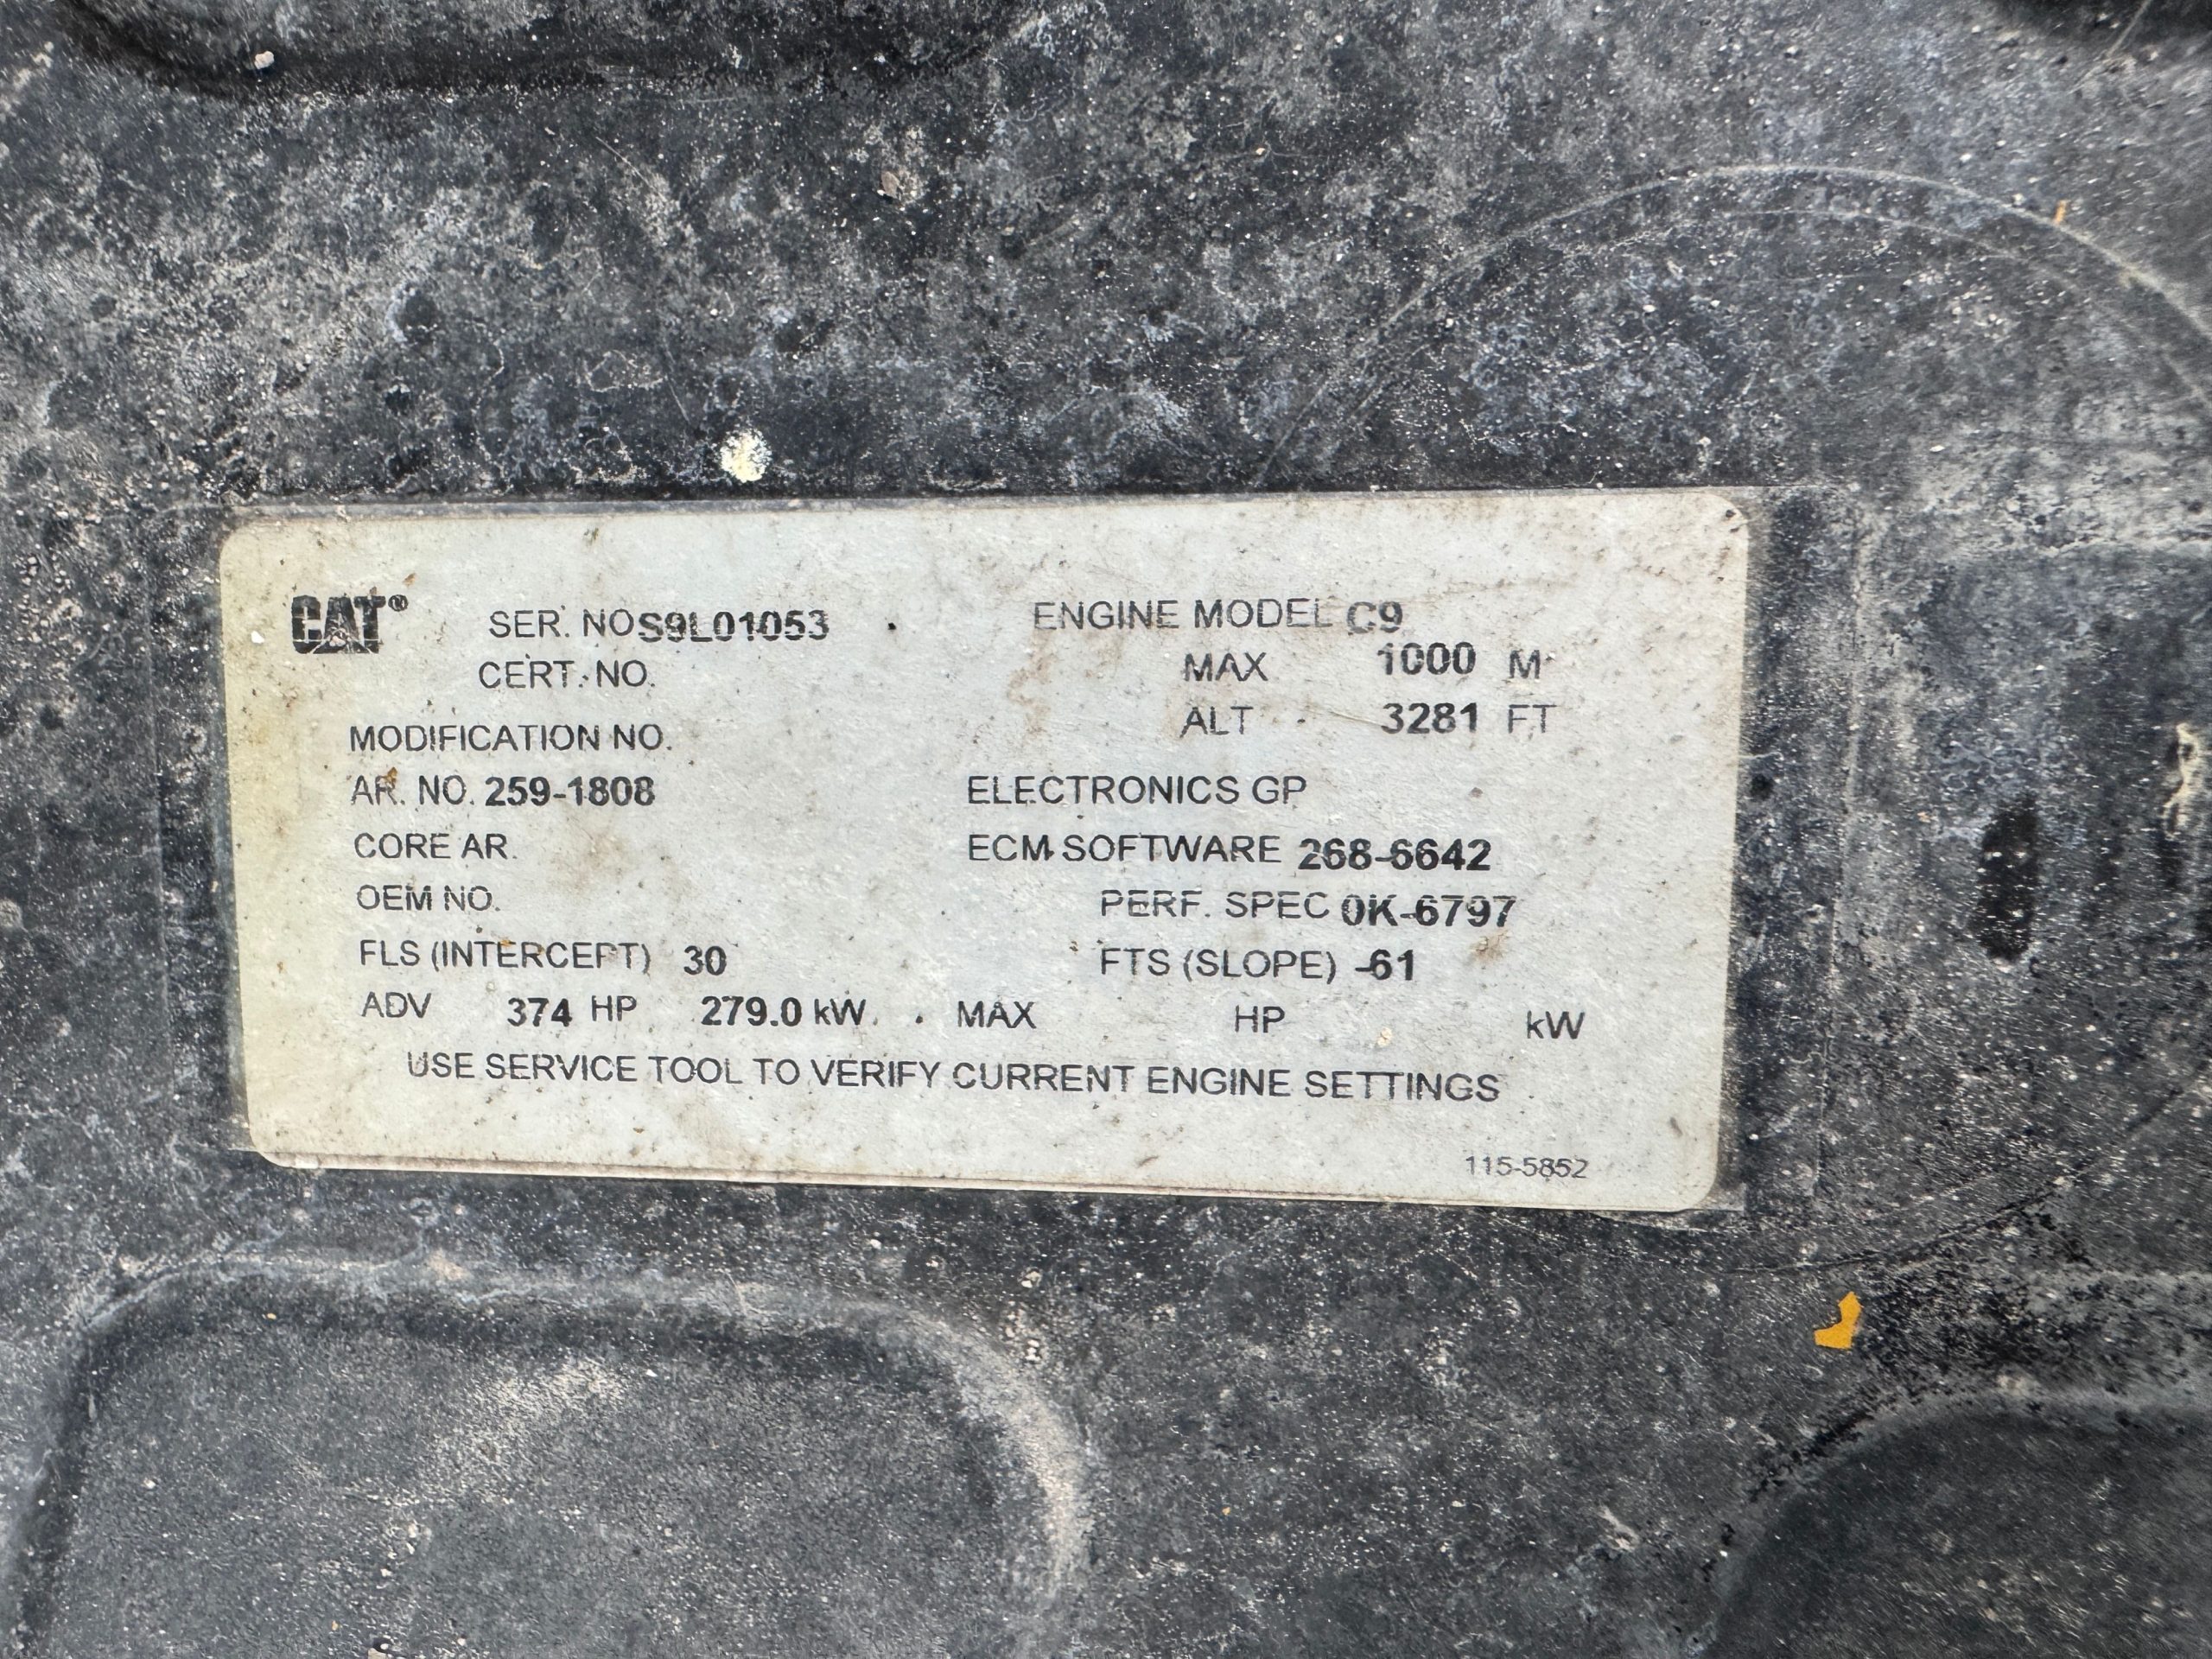 CAT® SER. NO S9L01053 ENGINE MODEL C9
CERT. NO. MAX 1000 M
ALT 3281 FT
MODIFICATION NO.
AR. NO. 259-1808 ELECTRONICS GP
CORE AR. ECM SOFTWARE 268-6642
OEM NO. PERF. SPEC 0K-6797
FLS (INTERCEPT) 30 FTS (SLOPE) -61
ADV 374 HP 279.0 kW MAX HP kW
USE SERVICE TOOL TO VERIFY CURRENT ENGINE SETTINGS
115-5852